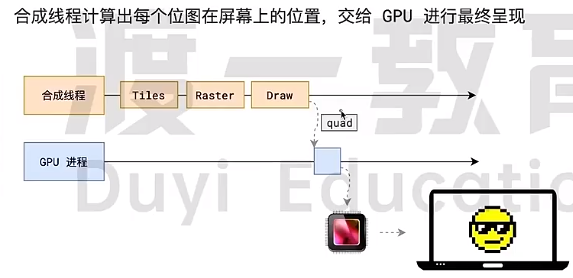 合成线程计算出每个位图在屏幕上的位置，交给 GPU 进行最终呈现
合成线程
Tiles
Raster
Draw
quad
GPU 进程
渡一教育
Duyi Education